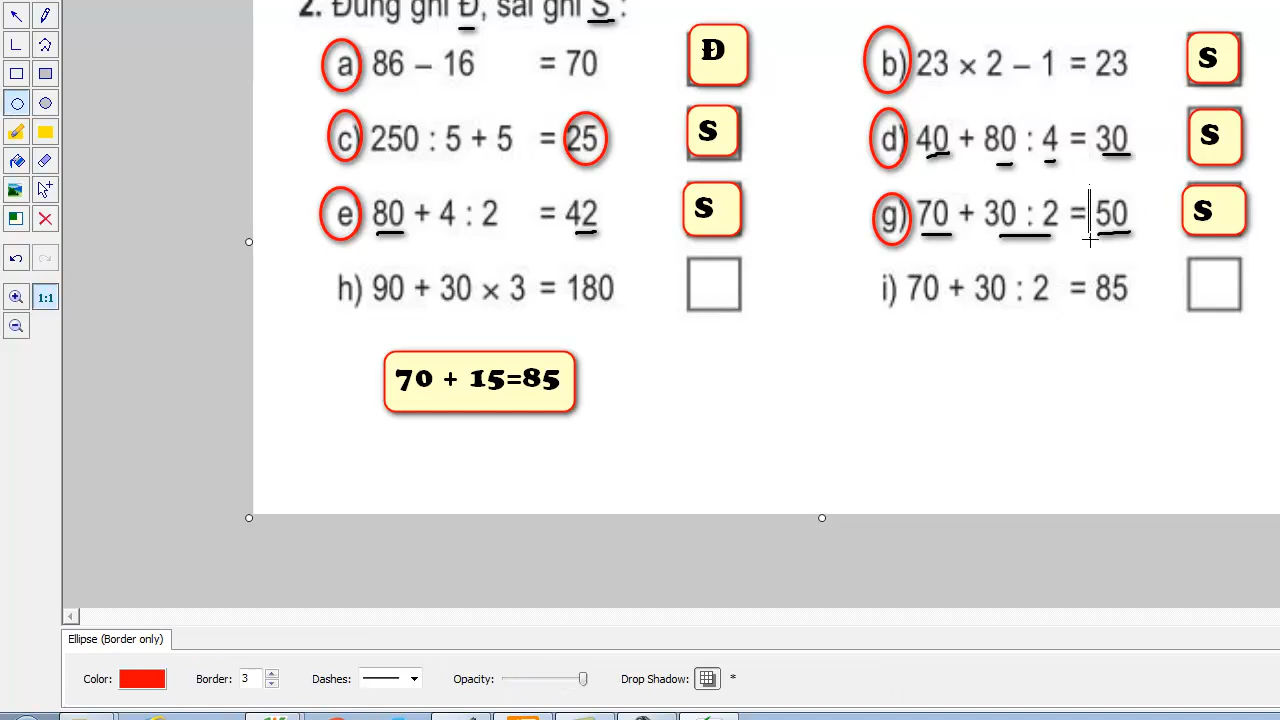 2. Đúng ghi Đ, sai ghi S :
a) 86 – 16 = 70 Đ
b) 23 × 2 – 1 = 23 S
c) 250 : 5 + 5 = 25 S
d) 40 + 80 : 4 = 30 S
e 80 + 4 : 2 = 42 S
g) 70 + 30 : 2 = 50 S
h) 90 + 30 × 3 = 180
i) 70 + 30 : 2 = 85
70 + 15=85
1:1
Ellipse (Border only)
Color: Border: 3 Dashes: Opacity: Drop Shadow: *